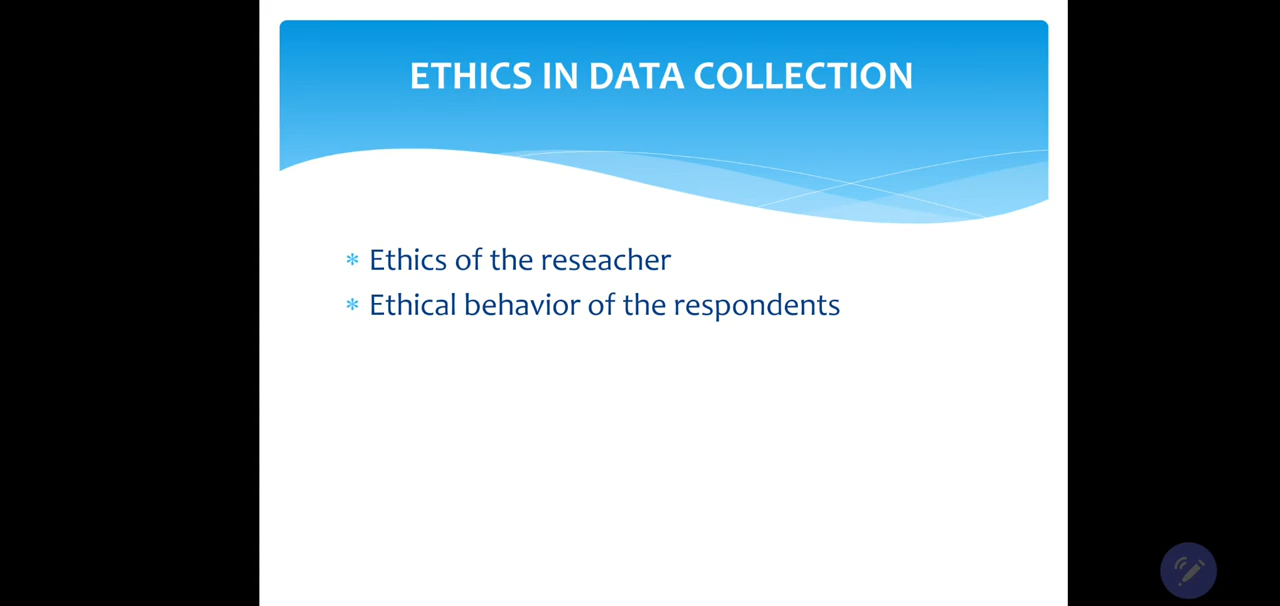 ETHICS IN DATA COLLECTION
* Ethics of the reseacher
* Ethical behavior of the respondents